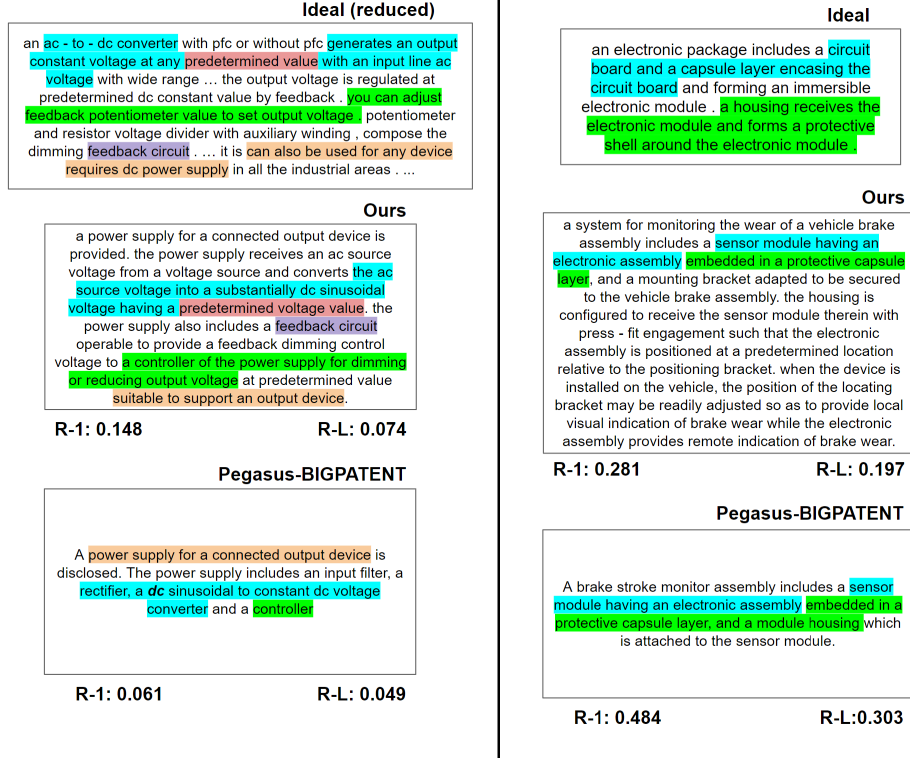 Ideal (reduced)
an ac - to - dc converter with pfc or without pfc generates an output
constant voltage at any predetermined value with an input line ac
voltage with wide range ... the output voltage is regulated at
predetermined dc constant value by feedback . you can adjust
feedback potentiometer value to set output voltage . potentiometer
and resistor voltage divider with auxiliary winding , compose the
dimming feedback circuit . ... it is can also be used for any device
requires dc power supply in all the industrial areas . ...
Ours
a power supply for a connected output device is
provided. the power supply receives an ac source
voltage from a voltage source and converts the ac
source voltage into a substantially dc sinusoidal
voltage having a predetermined voltage value. the
power supply also includes a feedback circuit
operable to provide a feedback dimming control
voltage to a controller of the power supply for dimming
or reducing output voltage at predetermined value
suitable to support an output device.
R-1: 0.148 R-L: 0.074
Pegasus-BIGPATENT
A power supply for a connected output device is
disclosed. The power supply includes an input filter, a
rectifier, a dc sinusoidal to constant dc voltage
converter and a controller
R-1: 0.061 R-L: 0.049
Ideal
an electronic package includes a circuit
board and a capsule layer encasing the
circuit board and forming an immersible
electronic module . a housing receives the
electronic module and forms a protective
shell around the electronic module .
Ours
a system for monitoring the wear of a vehicle brake
assembly includes a sensor module having an
electronic assembly embedded in a protective capsule
layer, and a mounting bracket adapted to be secured
to the vehicle brake assembly. the housing is
configured to receive the sensor module therein with
press - fit engagement such that the electronic
assembly is positioned at a predetermined location
relative to the positioning bracket. when the device is
installed on the vehicle, the position of the locating
bracket may be readily adjusted so as to provide local
visual indication of brake wear while the electronic
assembly provides remote indication of brake wear.
R-1: 0.281 R-L: 0.197
Pegasus-BIGPATENT
A brake stroke monitor assembly includes a sensor
module having an electronic assembly embedded in a
protective capsule layer, and a module housing which
is attached to the sensor module.
R-1: 0.484 R-L:0.303